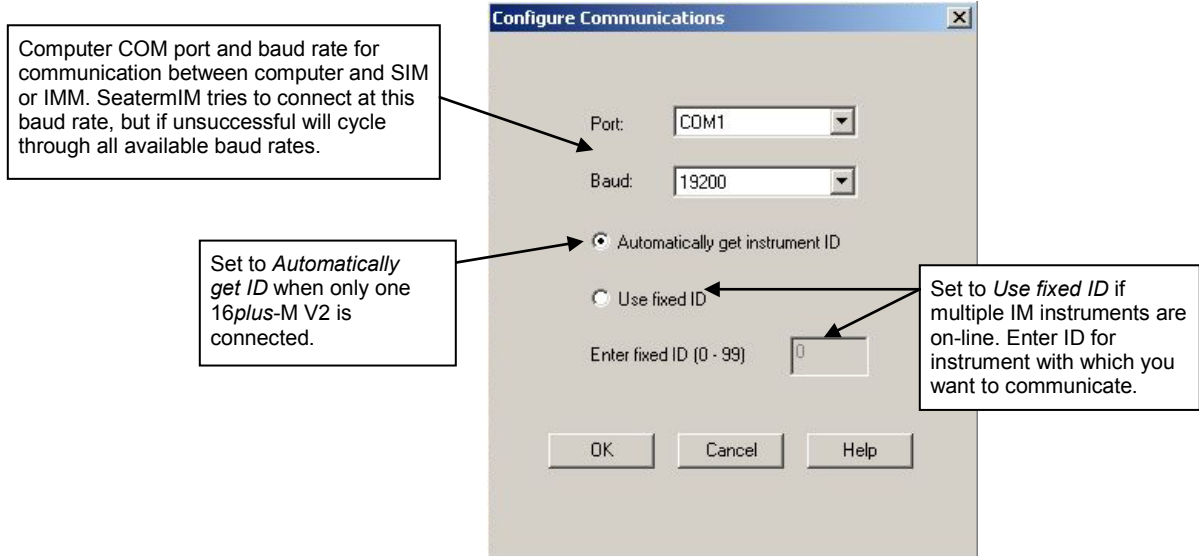 Configure Communications
Computer COM port and baud rate for
communication between computer and SIM
or IMM. SeatermIM tries to connect at this
baud rate, but if unsuccessful will cycle
through all available baud rates.
Port:
COM1
Baud:
19200
Automatically get instrument ID
Set to Automatically
get ID when only one
16plus-M V2 is
connected.
Use fixed ID
Enter fixed ID (0 - 99)
0
Set to Use fixed ID if
multiple IM instruments are
on-line. Enter ID for
instrument with which you
want to communicate.
OK
Cancel
Help